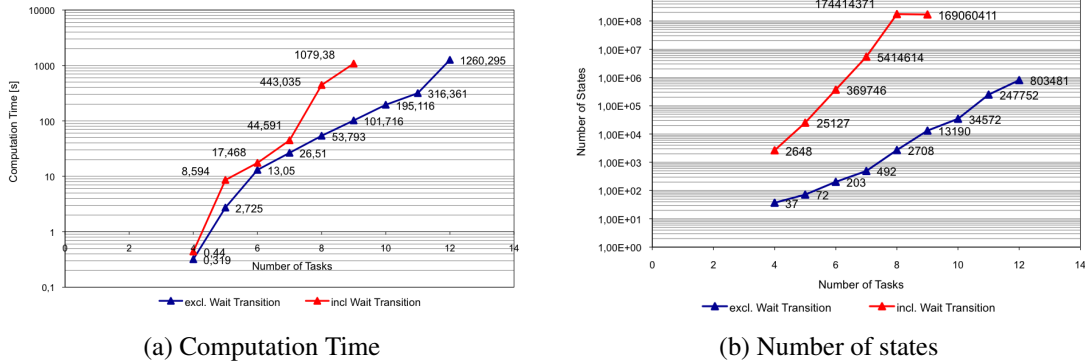 10000
1000
100
10
1
0,1
Computation Time [s]
0
2
4
6
8
10
12
14
Number of Tasks
1079,38
443,035
44,591
17,468
8,594
0,44
0,319
2,725
13,05
26,51
53,793
101,716
195,116
316,361
1260,295
excl. Wait Transition
incl Wait Transition
(a) Computation Time
1,00E+08
1,00E+07
1,00E+06
1,00E+05
1,00E+04
1,00E+03
1,00E+02
1,00E+01
1,00E+00
Number of States
174414371
169060411
5414614
369746
25127
2648
37
72
203
492
2708
13190
34572
247752
803481
0
2
4
6
8
10
12
14
Number of Tasks
excl. Wait Transition
incl. Wait Transition
(b) Number of states